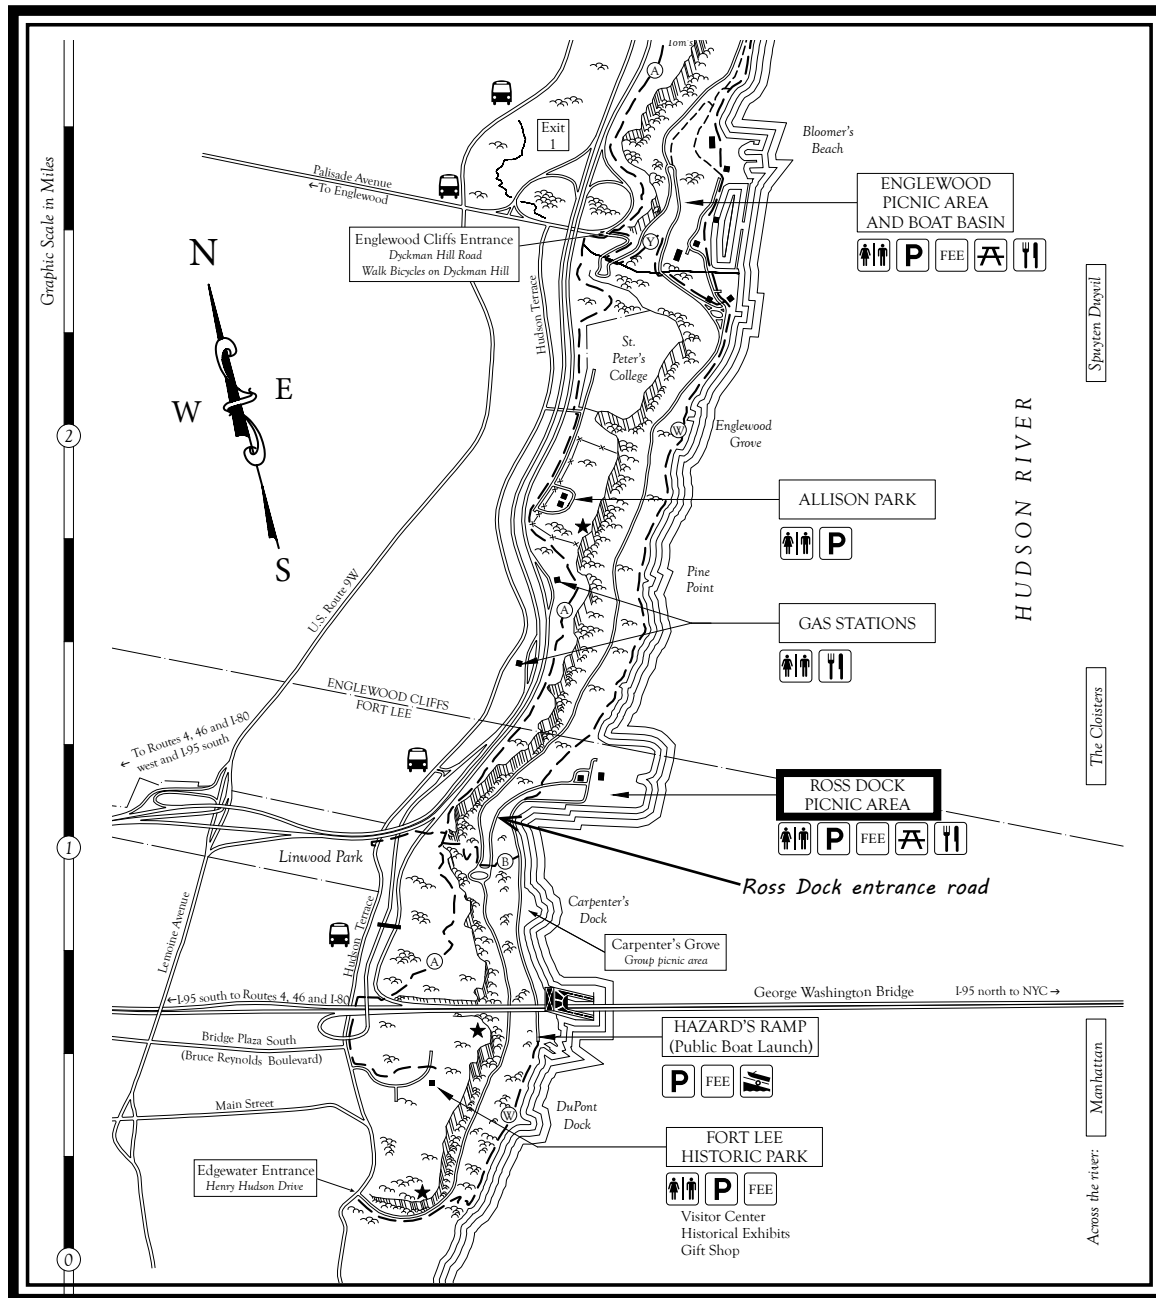 Tom's
A
Exit
1
Bloomer's
Beach
Palisade Avenue
←To Englewood
ENGLEWOOD
PICNIC AREA
AND BOAT BASIN
P
FEE
Englewood Cliffs Entrance
Dyckman Hill Road
Walk Bicycles on Dyckman Hill
Y
Graphic Scale in Miles
N
W
E
S
Hudson Terrace
St.
Peter's
College
Spuyten Duyvil
HUDSON RIVER
2
W
Englewood
Grove
ALLISON PARK
P
Pine
Point
U.S. Route 9W
A
GAS STATIONS
ENGLEWOOD CLIFFS
FORT LEE
← To Routes 4, 46 and I-80
west and I-95 south
The Cloisters
ROSS DOCK
PICNIC AREA
P
FEE
1
Linwood Park
B
Ross Dock entrance road
Lemoine Avenue
Hudson Terrace
Carpenter's
Dock
Carpenter's Grove
Group picnic area
A
←I-95 south to Routes 4, 46 and I-80
George Washington Bridge
I-95 north to NYC →
Bridge Plaza South
(Bruce Reynolds Boulevard)
HAZARD'S RAMP
(Public Boat Launch)
P
FEE
Main Street
W
DuPont
Dock
Manhattan
FORT LEE
HISTORIC PARK
P
FEE
Edgewater Entrance
Henry Hudson Drive
Visitor Center
Historical Exhibits
Gift Shop
Across the river:
0